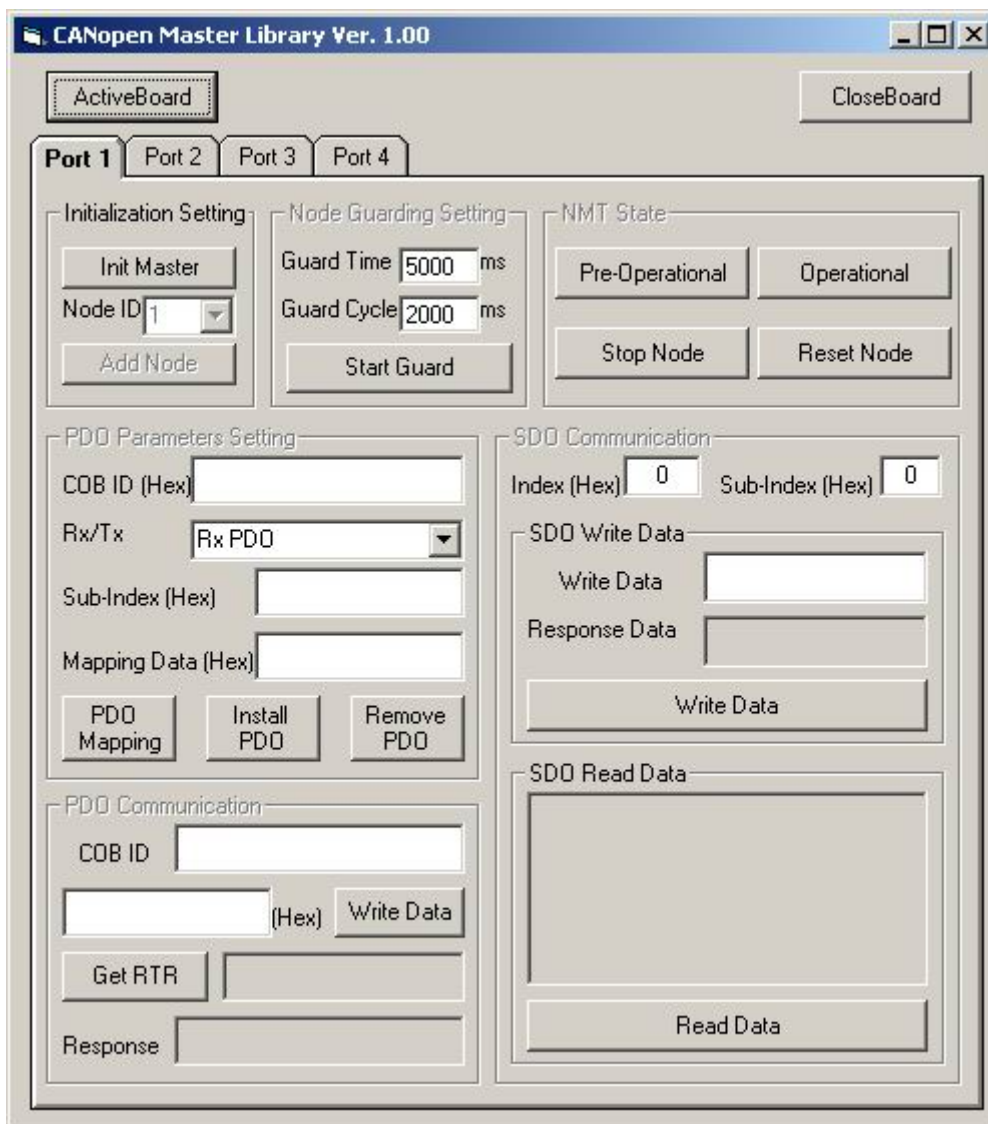 CANopen Master Library Ver. 1.00
ActiveBoard
CloseBoard
Port 1 Port 2 Port 3 Port 4
Initialization Setting
Init Master
Node ID 1
Add Node
Node Guarding Setting
Guard Time 5000 ms
Guard Cycle 2000 ms
Start Guard
NMT State
Pre-Operational Operational
Stop Node Reset Node
PDO Parameters Setting
COB ID (Hex)
Rx/Tx Rx PDO
Sub-Index (Hex)
Mapping Data (Hex)
PDO
Mapping
Install
PDO
Remove
PDO
PDO Communication
COB ID
(Hex) Write Data
Get RTR
Response
SDO Communication
Index (Hex) 0 Sub-Index (Hex) 0
SDO Write Data
Write Data
Response Data
Write Data
SDO Read Data
Read Data